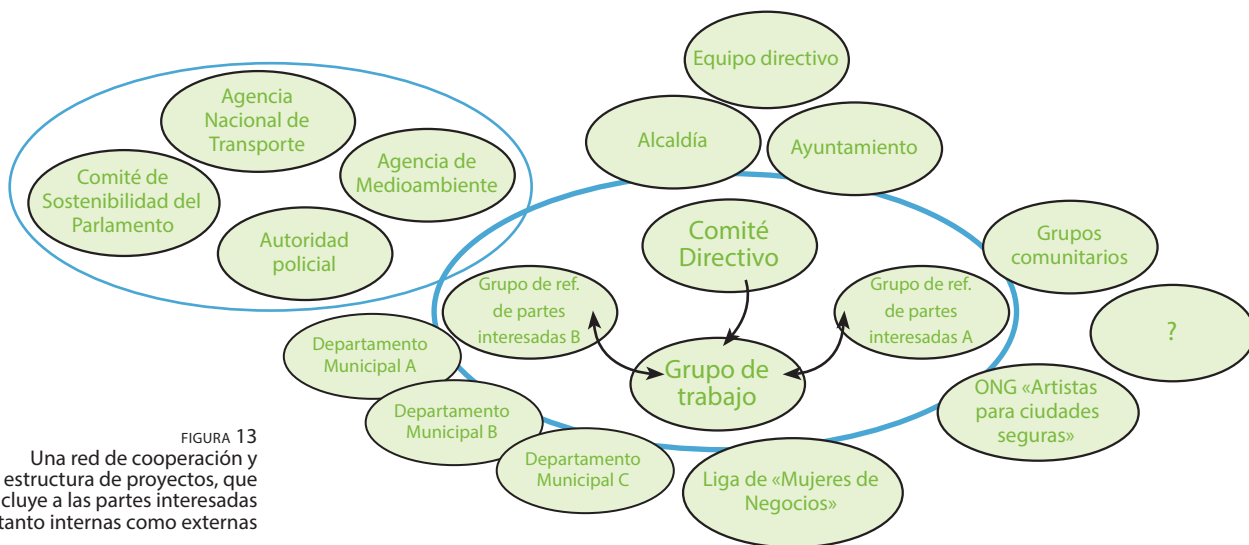 Equipo directivo
Alcaldía
Ayuntamiento
Agencia
Nacional de
Transporte
Agencia de
Medioambiente
Comité de
Sostenibilidad del
Parlamento
Autoridad
policial
Comité
Directivo
Grupos
comunitarios
Grupo de ref.
de partes
interesadas B
Grupo de ref.
de partes
interesadas A
?
Departamento
Municipal A
Grupo de
trabajo
ONG «Artistas
para ciudades
seguras»
Departamento
Municipal B
Departamento
Municipal C
Liga de «Mujeres de
Negocios»
FIGURA 13
Una red de cooperación y
estructura de proyectos, que
cluye a las partes interesadas
tanto internas como externas